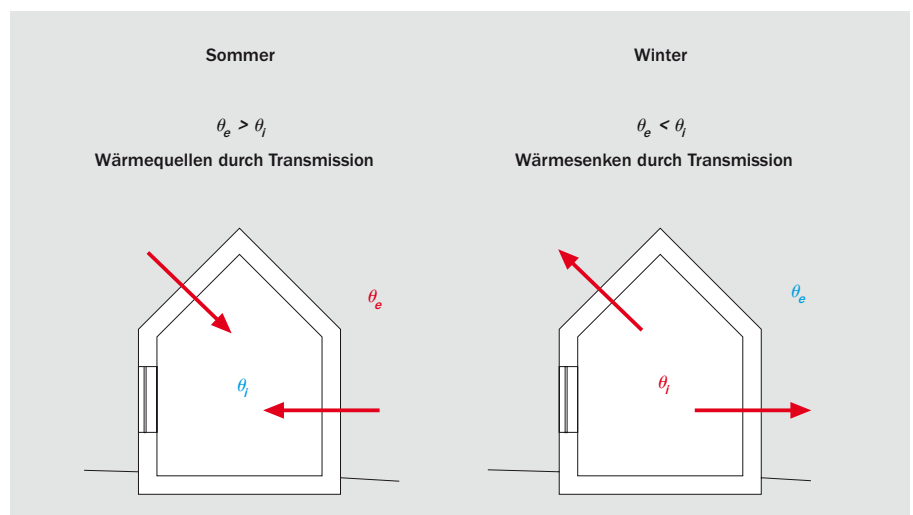 Sommer
θe > θi
Wärmequellen durch Transmission
θe
θi
Winter
θe < θi
Wärmesenken durch Transmission
θe
θi